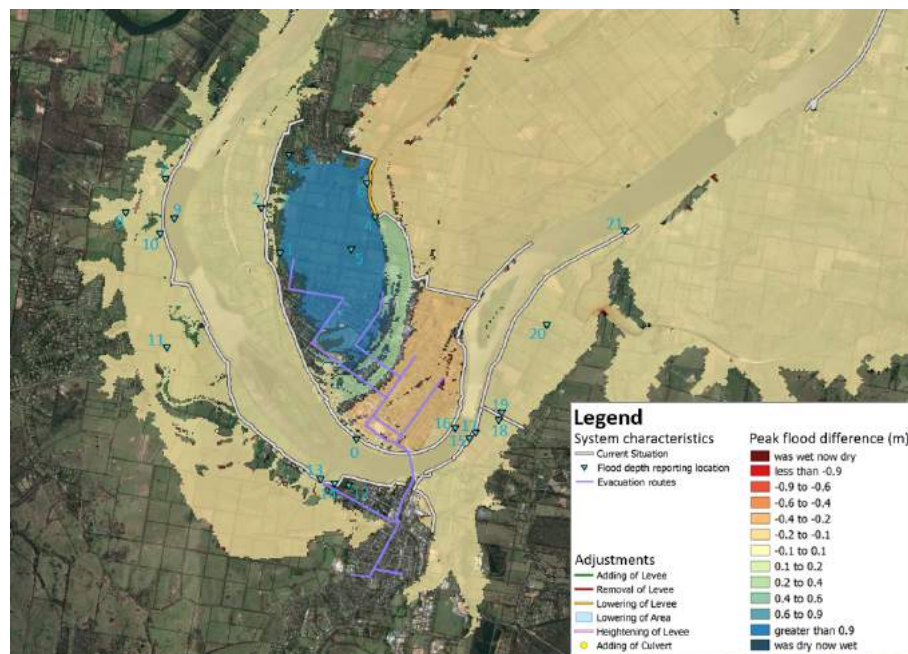 2
9
8
10
5
21
11
20
19
16
17
18
15
0
13
14
12
Legend
System characteristics
Current Situation
Flood depth reporting location
Evacuation routes
Adjustments
Adding of Levee
Removal of Levee
Lowering of Levee
Lowering of Area
Heightening of Levee
Adding of Culvert
Peak flood difference (m)
was wet now dry
less than -0.9
-0.9 to -0.6
-0.6 to -0.4
-0.4 to -0.2
-0.2 to -0.1
-0.1 to 0.1
0.1 to 0.2
0.2 to 0.4
0.4 to 0.6
0.6 to 0.9
greater than 0.9
was dry now wet